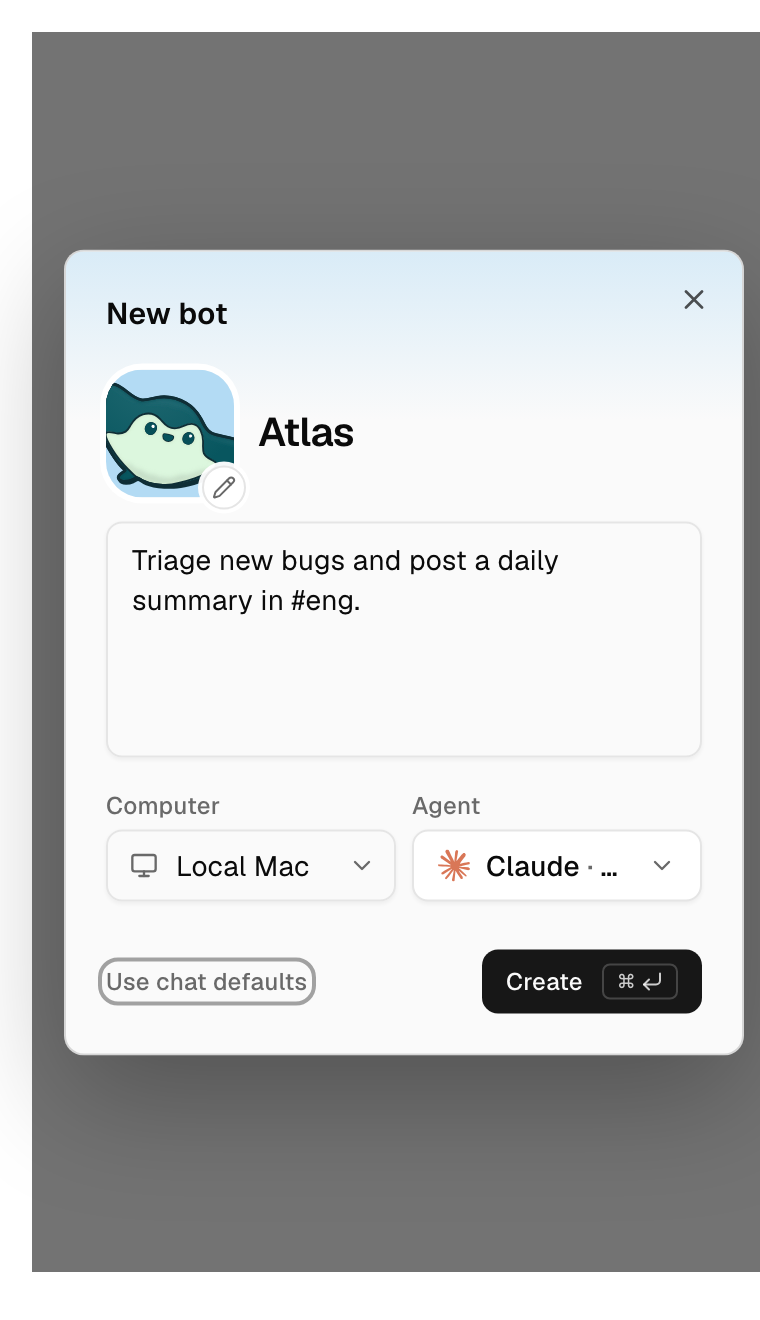 New bot
Atlas
Triage new bugs and post a daily
summary in #eng.
Computer
Agent
Local Mac
Claude · ...
Use chat defaults
Create ⌘ ↵